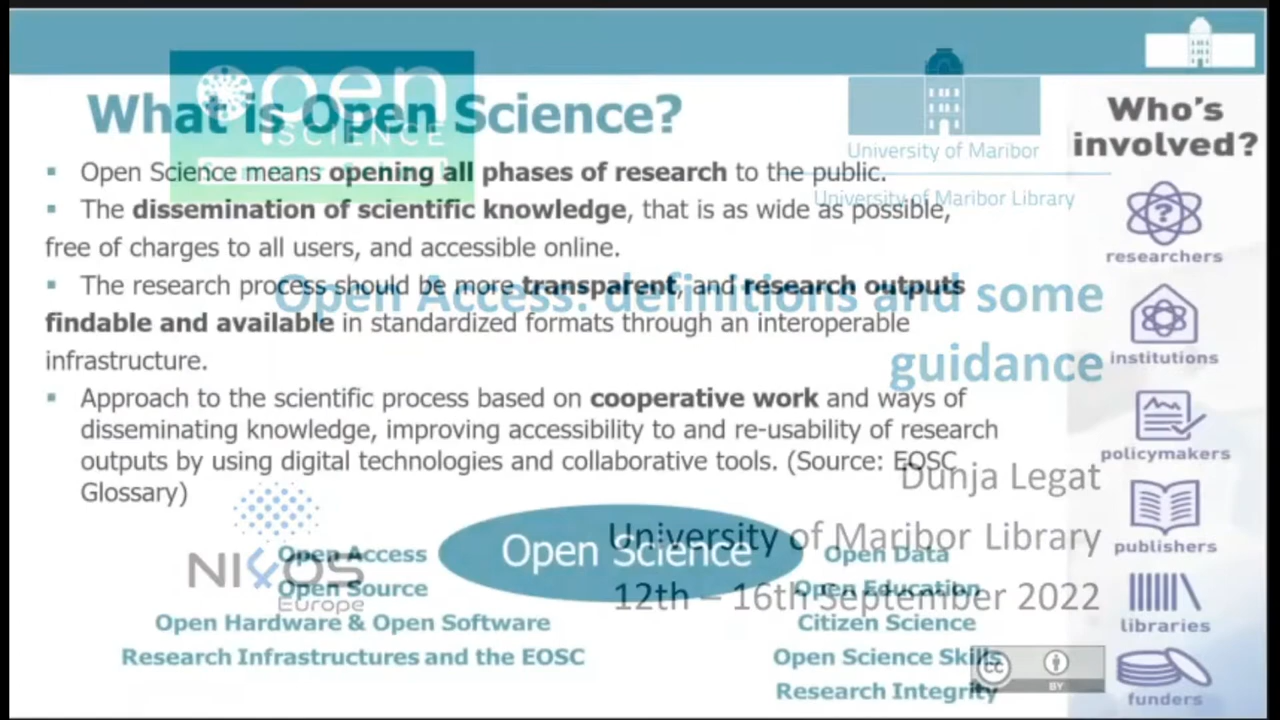 What is Open Science?
Open Science means opening all phases of research to the public.
The dissemination of scientific knowledge, that is as wide as possible,
free of charges to all users, and accessible online.
The research process should be more transparent, and research outputs
findable and available in standardized formats through an interoperable
infrastructure.
Approach to the scientific process based on cooperative work and ways of
disseminating knowledge, improving accessibility to and re-usability of research
outputs by using digital technologies and collaborative tools. (Source: EOSC
Glossary)
Open Science
Open Access
Open Source
Open Hardware & Open Software
Research Infrastructures and the EOSC
Open Data
Open Education
Citizen Science
Open Science Skills
Research Integrity
Who's
involved?
researchers
institutions
policymakers
publishers
libraries
funders
open
SCIENCE
University of Maribor
University of Maribor Library
Open Access: definitions and some
guidance
Dunja Legat
University of Maribor Library
12th – 16th September 2022
NI4OS
Europe
cc
BY